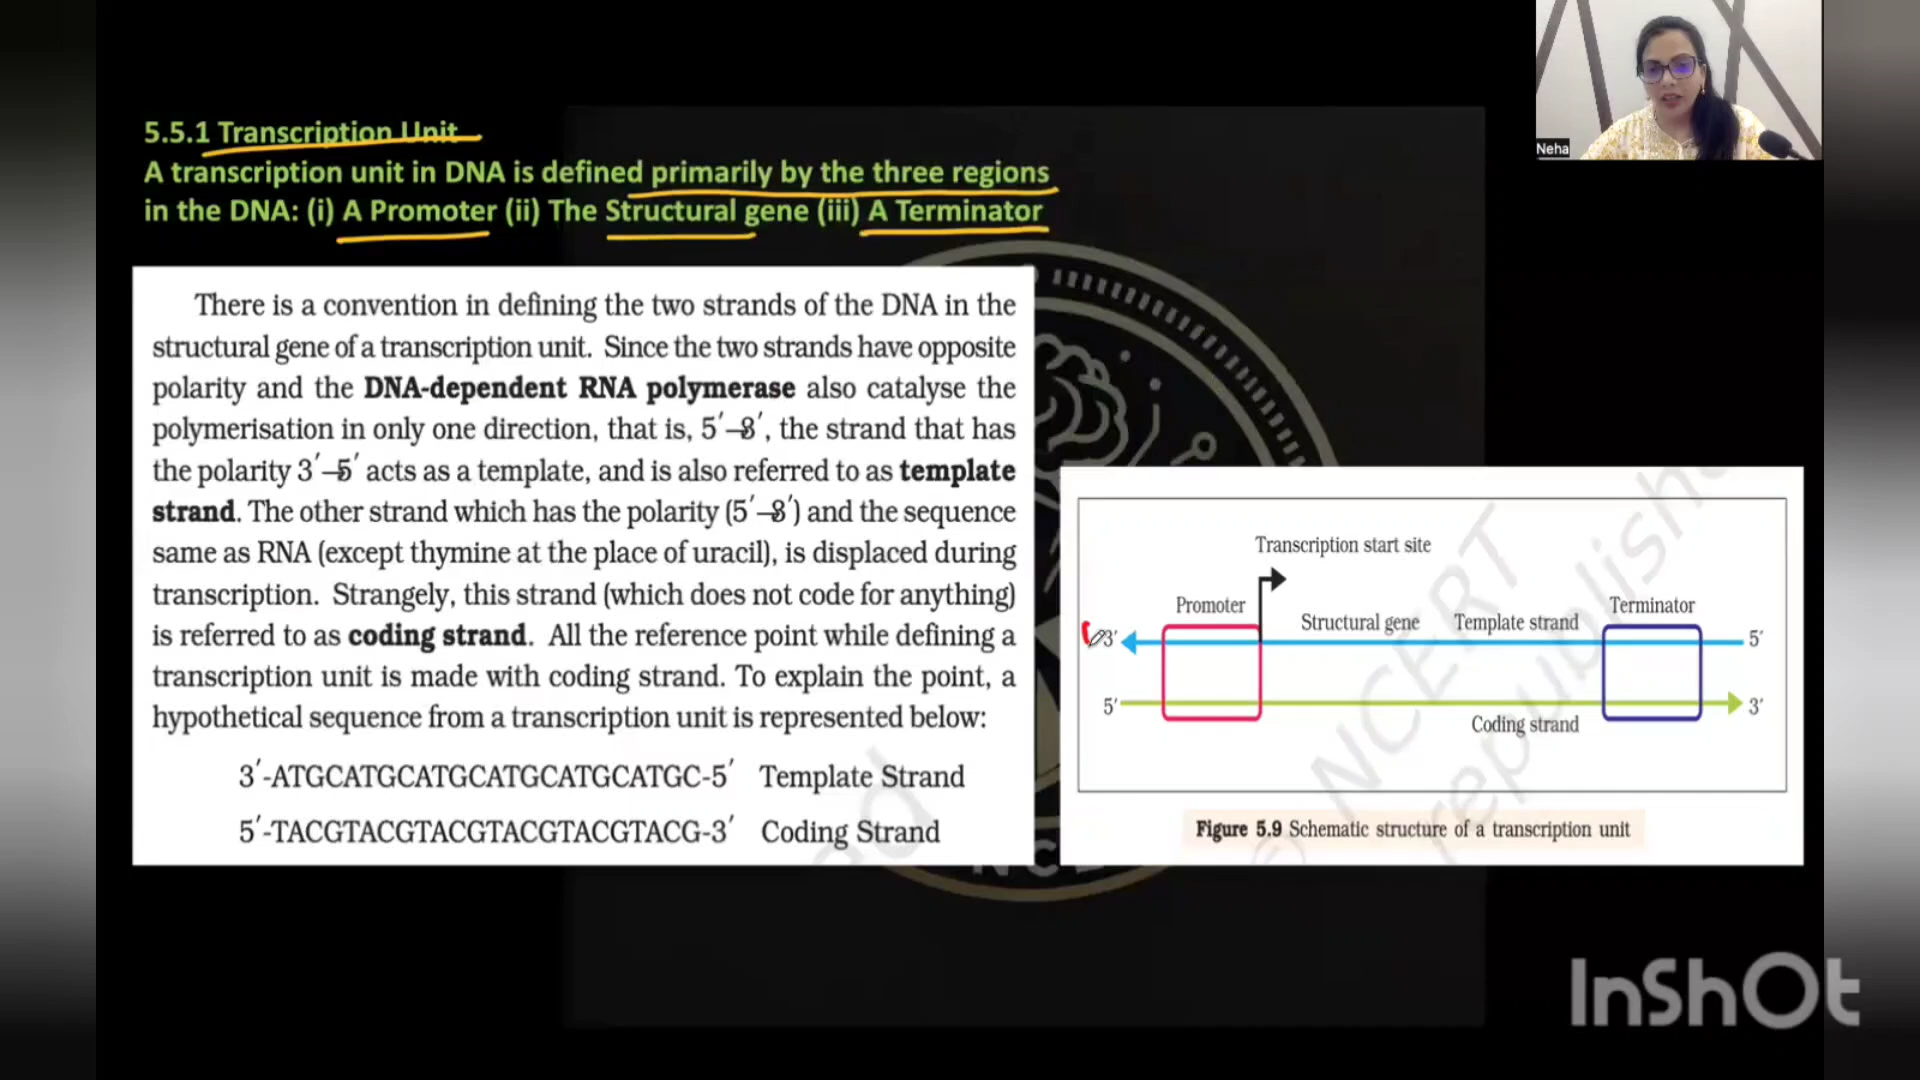 5.5.1 Transcription Unit
A transcription unit in DNA is defined primarily by the three regions
in the DNA: (i) A Promoter (ii) The Structural gene (iii) A Terminator
There is a convention in defining the two strands of the DNA in the
structural gene of a transcription unit. Since the two strands have opposite
polarity and the DNA-dependent RNA polymerase also catalyse the
polymerisation in only one direction, that is, 5′→3′, the strand that has
the polarity 3′→5′ acts as a template, and is also referred to as template
strand. The other strand which has the polarity (5′→3′) and the sequence
same as RNA (except thymine at the place of uracil), is displaced during
transcription. Strangely, this strand (which does not code for anything)
is referred to as coding strand. All the reference point while defining a
transcription unit is made with coding strand. To explain the point, a
hypothetical sequence from a transcription unit is represented below:
3′-ATGCATGCATGCATGCATGCATGC-5′ Template Strand
5′-TACGTACGTACGTACGTACGTACG-3′ Coding Strand
Neha
Transcription start site
Promoter
Structural gene
Template strand
Terminator
3′
5′
5′
3′
Coding strand
Figure 5.9 Schematic structure of a transcription unit
NCERT
republish
InShOt